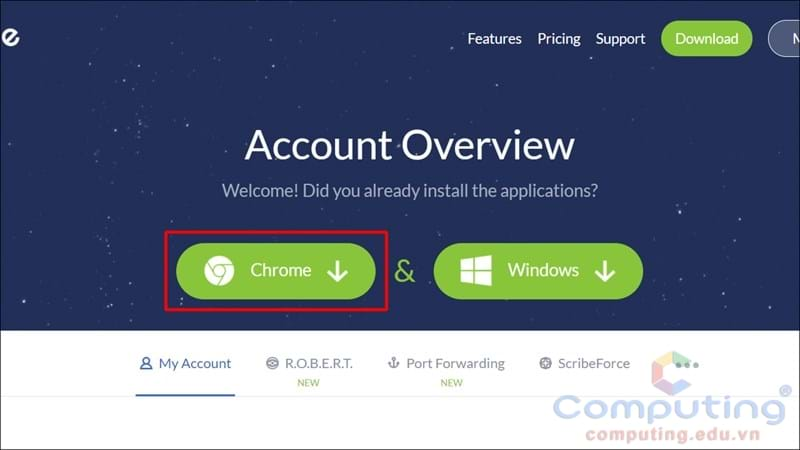 e
Features Pricing Support Download M
Account Overview
Welcome! Did you already install the applications?
Chrome & Windows
My Account R.O.B.E.R.T. Port Forwarding ScribeForce
NEW NEW
Computing®
computing.edu.vn